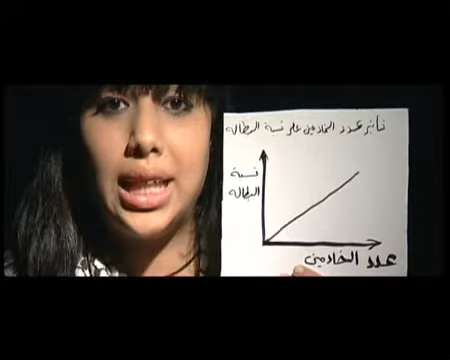 تأثير عدد الخادمين على نسبة البطالة
نسبة
البطالة
عدد الخادمين